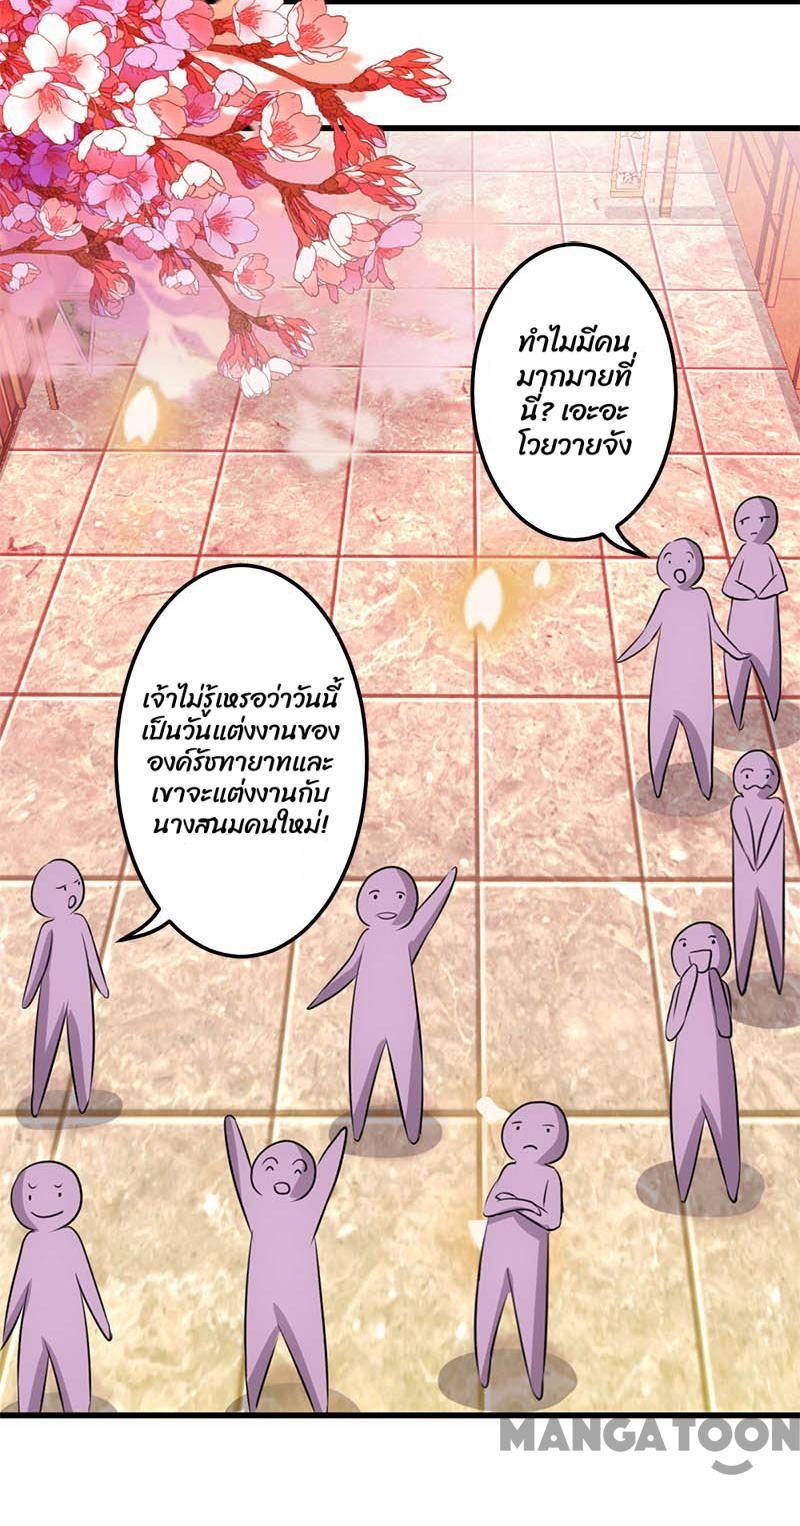 ทำไมมีคน
มากมายที่
นี่? เอะอะ
โวยวายจัง
เจ้าไม่รู้เหรอว่าวันนี้
เป็นวันแต่งงานของ
องค์รัชทายาทและ
เขาจะแต่งงานกับ
นางสนมคนใหม่!
MANGATOON